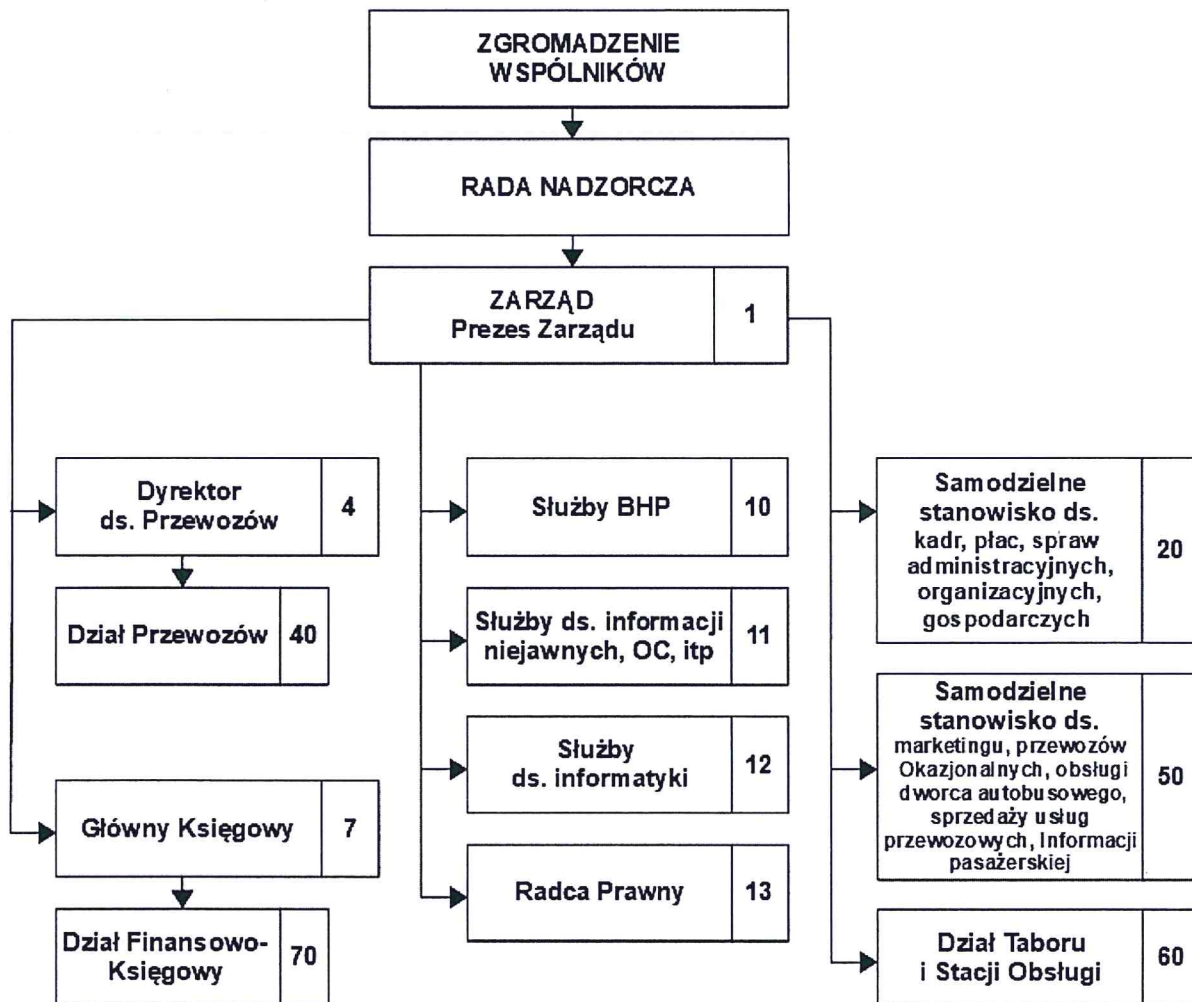 ZGROMADZENIE
WSPÓLNIKÓW
RADA NADZORCZA
ZARZĄD
Prezes Zarządu
1
Dyrektor
ds. Przewozów
4
Dział Przewozów
40
Główny Księgowy
7
Dział Finansowo-
Księgowy
70
Służby BHP
10
Służby ds. informacji
niejawnych, OC, itp
11
Służby
ds. informatyki
12
Radca Prawny
13
Samodzielne
stanowisko ds.
kadr, płac, spraw
administracyjnych,
organizacyjnych,
gospodarczych
20
Samodzielne
stanowisko ds.
marketingu, przewozów
Okazjonalnych, obsługi
dworca autobusowego,
sprzedaży usług
przewozowych, Informacji
pasażerskiej
50
Dział Taboru
i Stacji Obsługi
60